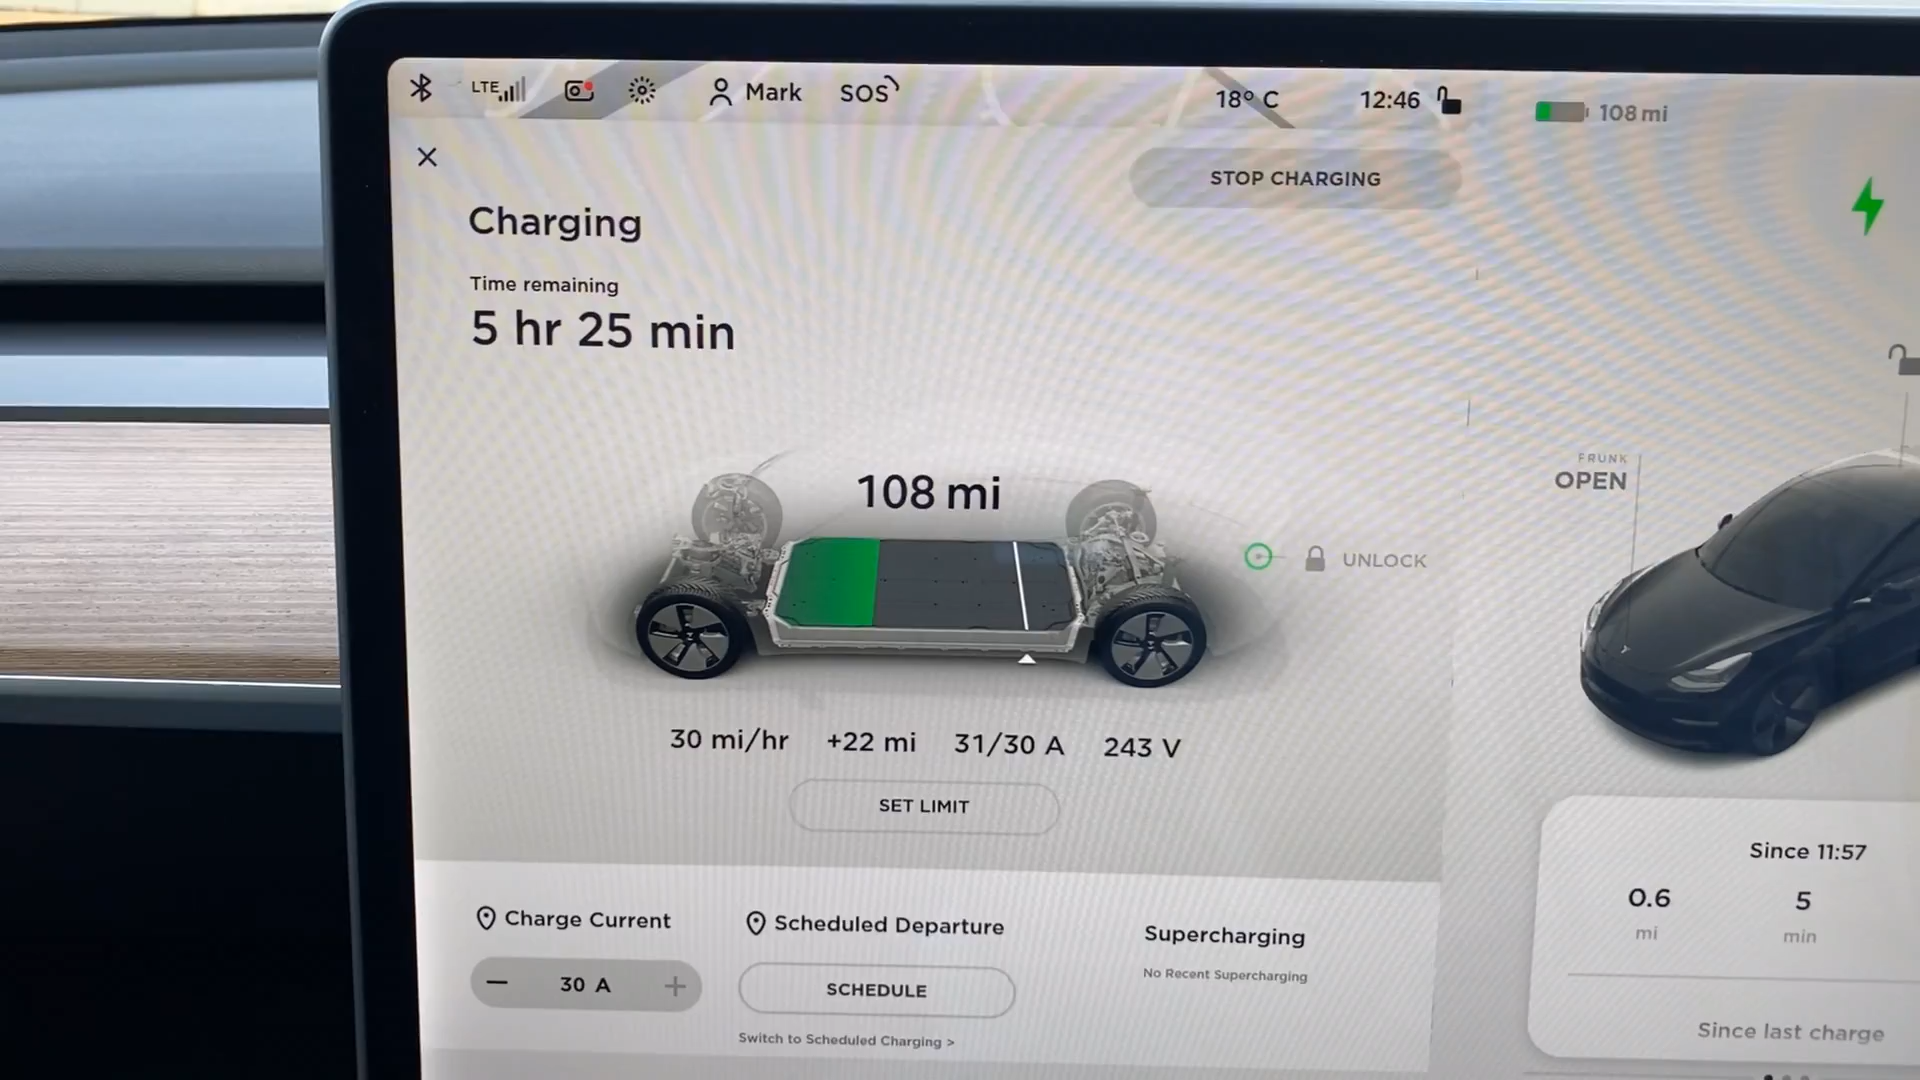 LTE Mark SOS 18° C 12:46 108 mi
STOP CHARGING
Charging
Time remaining
5 hr 25 min
FRUNK
OPEN
108 mi
UNLOCK
30 mi/hr +22 mi 31/30 A 243 V
SET LIMIT
Since 11:57
0.6 5
mi min
Since last charge
Charge Current Scheduled Departure Supercharging
No Recent Supercharging
30 A SCHEDULE
Switch to Scheduled Charging >